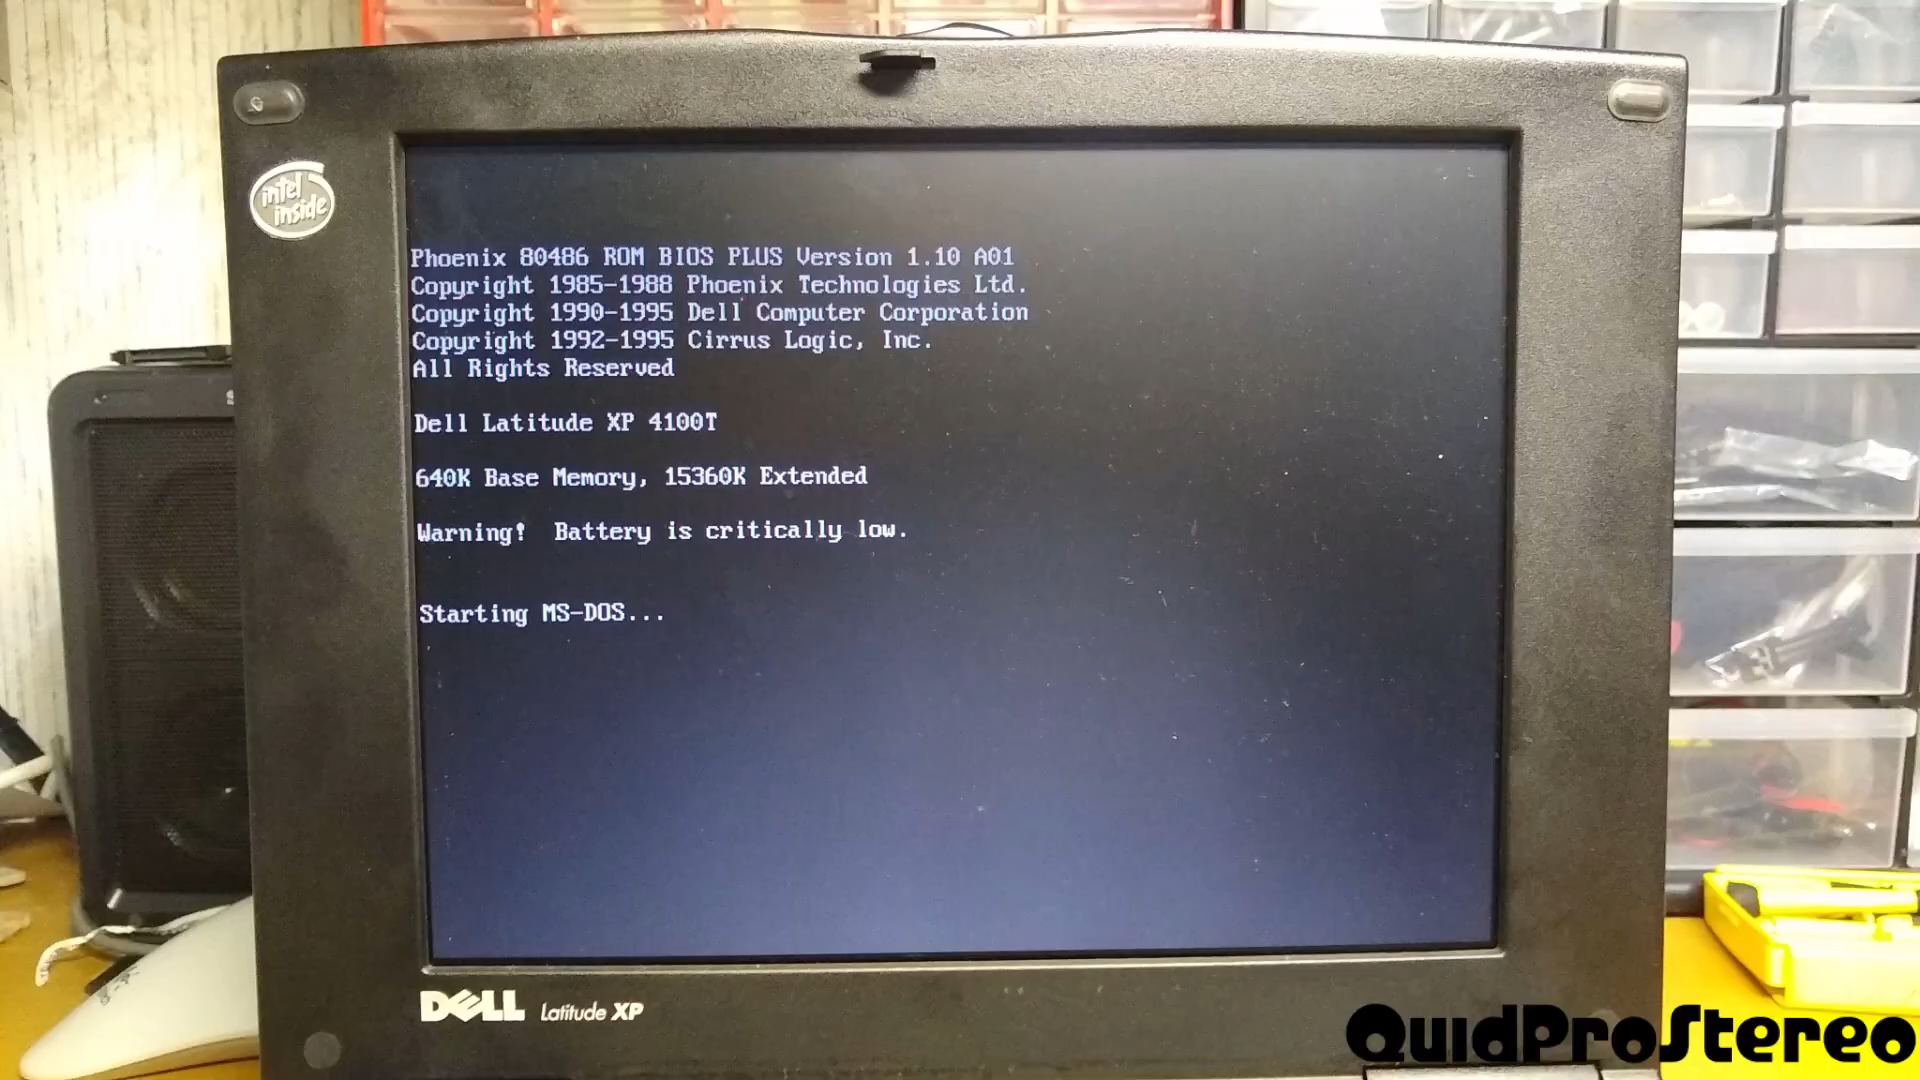 intel
inside
Phoenix 80486 ROM BIOS PLUS Version 1.10 A01
Copyright 1985-1988 Phoenix Technologies Ltd.
Copyright 1990-1995 Dell Computer Corporation
Copyright 1992-1995 Cirrus Logic, Inc.
All Rights Reserved
Dell Latitude XP 4100T
640K Base Memory, 15360K Extended
Warning!  Battery is critically low.
Starting MS-DOS...
DELL Latitude XP
QuidProStereo